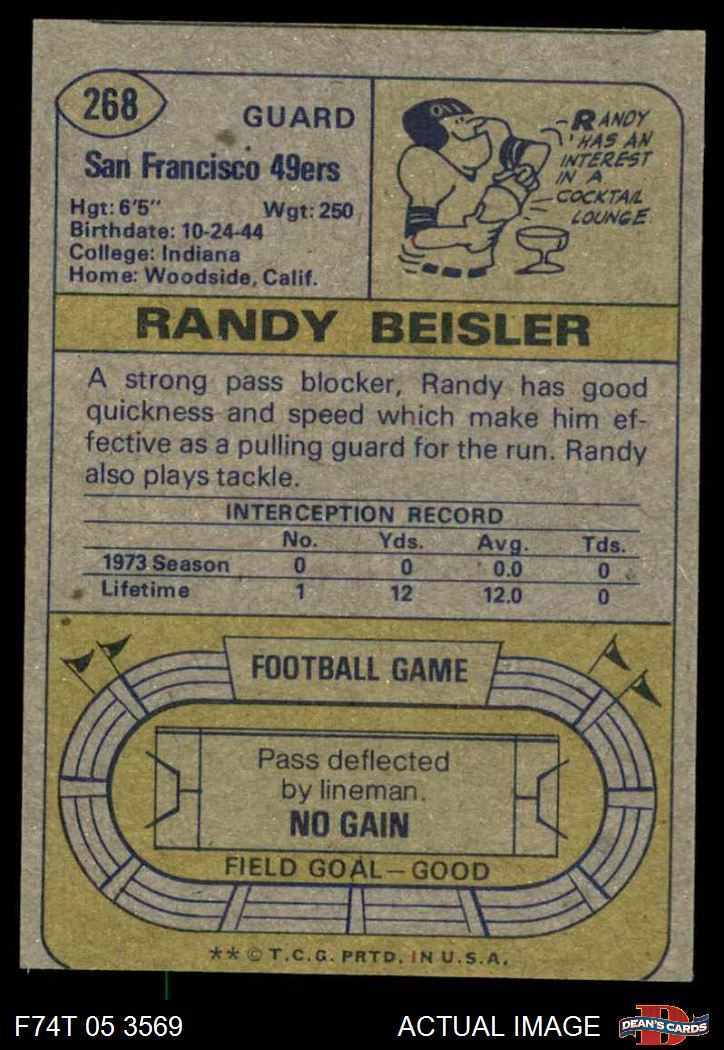 268
GUARD
San Francisco 49ers
Hgt: 6'5" Wgt: 250
Birthdate: 10-24-44
College: Indiana
Home: Woodside, Calif.
RANDY
HAS AN
INTEREST
IN A
COCKTAIL
LOUNGE.
RANDY BEISLER
A strong pass blocker, Randy has good
quickness and speed which make him ef-
fective as a pulling guard for the run. Randy
also plays tackle.
INTERCEPTION RECORD
No. Yds. Avg. Tds.
1973 Season 0 0 0.0 0
Lifetime 1 12 12.0 0
FOOTBALL GAME
Pass deflected
by lineman.
NO GAIN
FIELD GOAL—GOOD
** © T.C.G. PRTD. IN U.S.A.
F74T 05 3569
ACTUAL IMAGE
D
DEAN'S CARDS